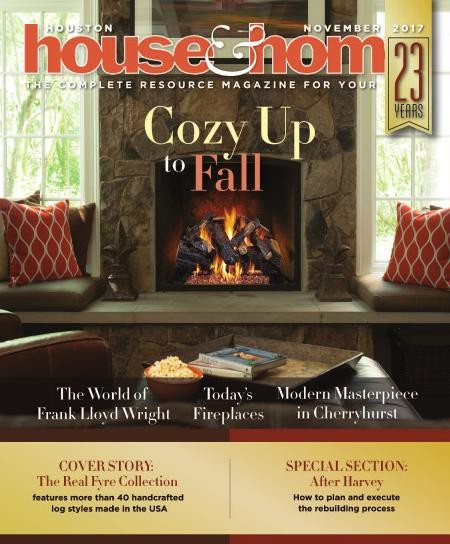 HOUSTON
NOVEMBER 2017
house&hom
THE COMPLETE RESOURCE MAGAZINE FOR YOUR
23
YEARS
Cozy Up
to Fall
The World of
Frank Lloyd Wright
Today's
Fireplaces
Modern Masterpiece
in Cherryhurst
COVER STORY:
The Real Fyre Collection
features more than 40 handcrafted
log styles made in the USA
SPECIAL SECTION:
After Harvey
How to plan and execute
the rebuilding process